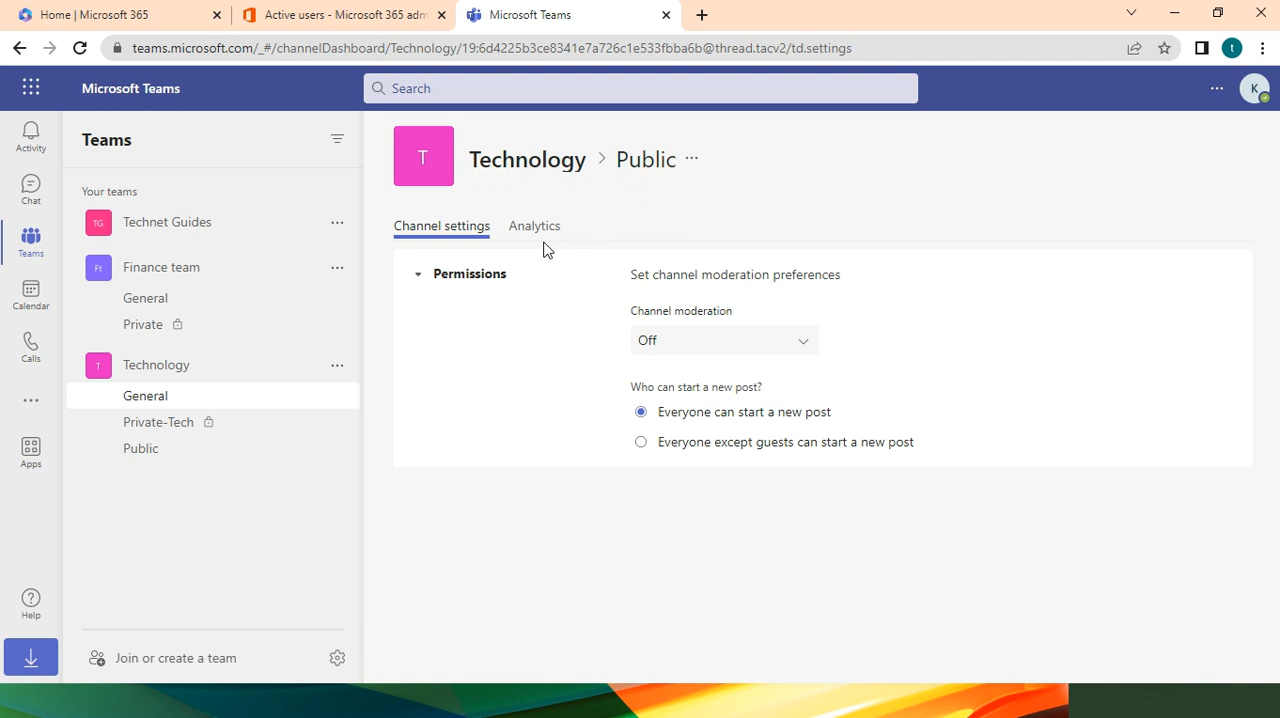 Home | Microsoft 365
Active users - Microsoft 365 adm
Microsoft Teams
teams.microsoft.com/_#/channelDashboard/Technology/19:6d4225b3e8341e7a726c1e533fbba6b@thread.tacv2/td.settings
t
Microsoft Teams
Search
K
Activity
Chat
Teams
Calendar
Calls
Apps
Help
Teams
Your teams
TG Technet Guides
Ft Finance team
General
Private
T Technology
General
Private-Tech
Public
Join or create a team
T
Technology > Public ...
Channel settings Analytics
Permissions
Set channel moderation preferences
Channel moderation
Off
Who can start a new post?
Everyone can start a new post
Everyone except guests can start a new post